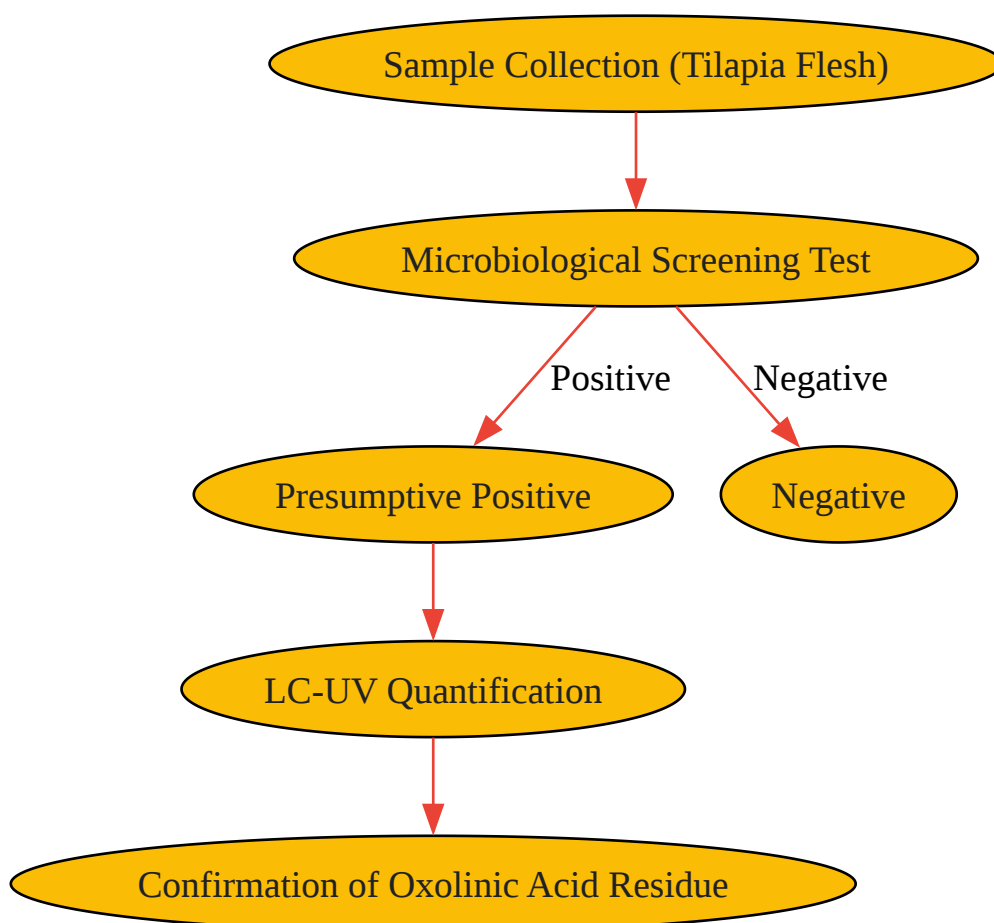 Sample Collection (Tilapia Flesh)
Microbiological Screening Test
Positive
Negative
Presumptive Positive
Negative
LC-UV Quantification
Confirmation of Oxolinic Acid Residue